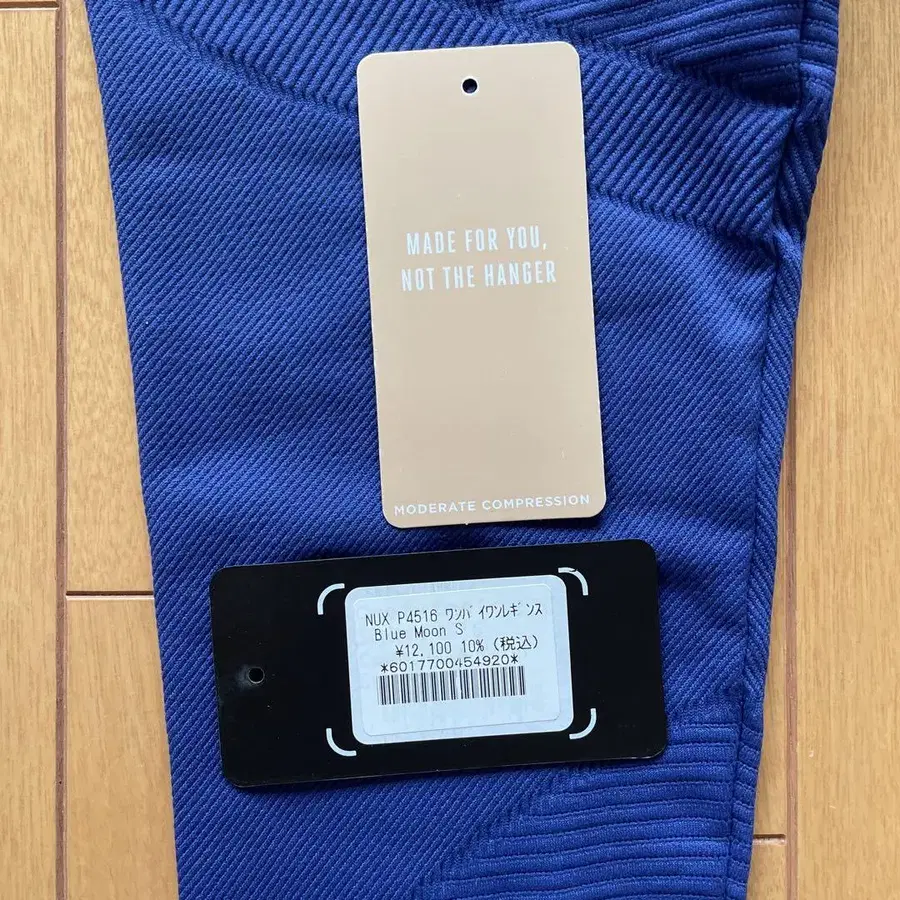 MADE FOR YOU,
NOT THE HANGER
MODERATE COMPRESSION
NUX P4516 ワンバイワンレギンス
Blue Moon S
¥12,100 10% (税込)
*6017700454920*